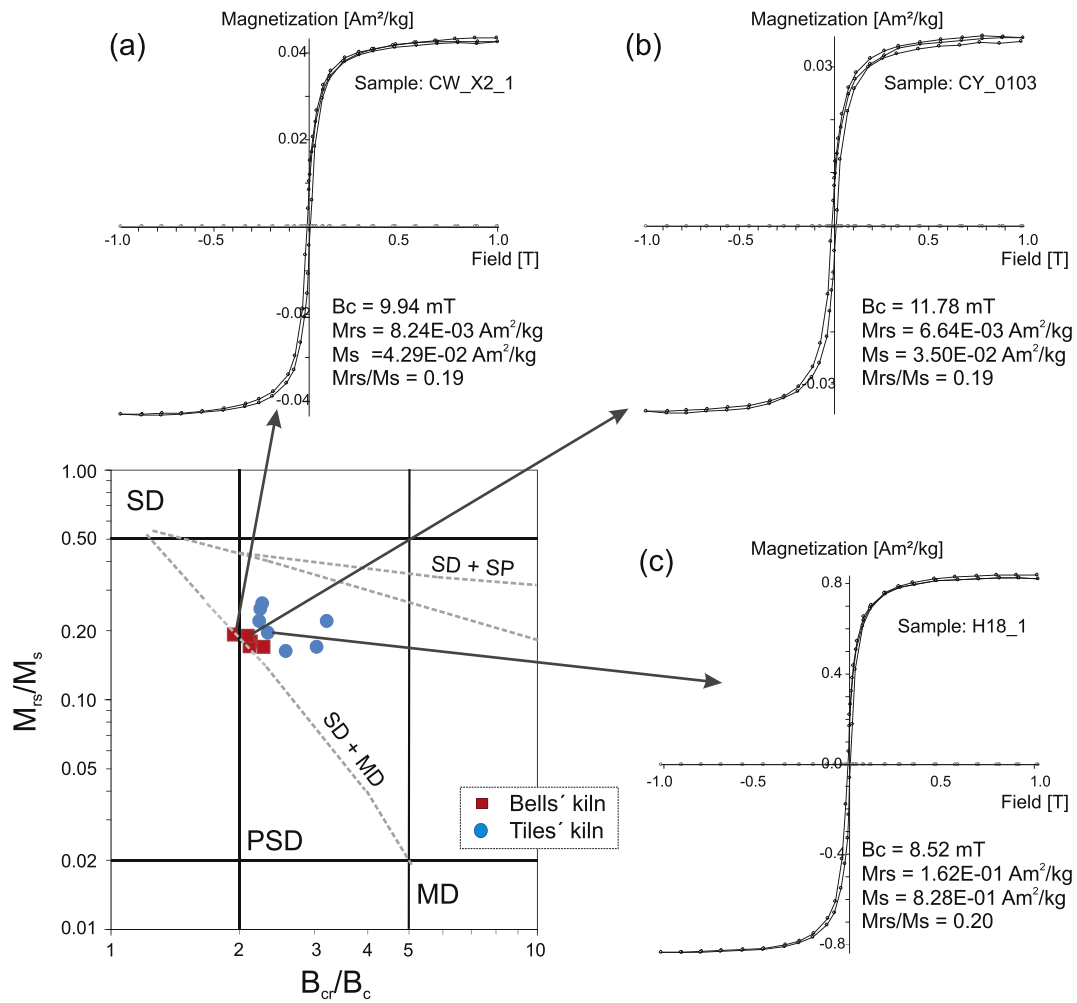 Magnetization [Am²/kg]
(a)
0.04
Sample: CW_X2_1
0.02
-1.0
-0.5
0.5
1.0
Field [T]
-0.02
Bc = 9.94 mT
Mrs = 8.24E-03 Am²/kg
Ms =4.29E-02 Am²/kg
Mrs/Ms = 0.19
-0.04
Magnetization [Am²/kg]
(b)
0.03
Sample: CY_0103
-1.0
-0.5
0.5
1.0
Field [T]
Bc = 11.78 mT
Mrs = 6.64E-03 Am²/kg
Ms = 3.50E-02 Am²/kg
-0.03
Mrs/Ms = 0.19
1.00
SD
0.50
SD + SP
0.20
Mrs/Ms
0.10
SD + MD
0.05
Bells´ kiln
Tiles´ kiln
PSD
0.02
MD
0.01
1
2
3
4
5
10
Bcr/Bc
Magnetization [Am²/kg]
(c)
0.8
Sample: H18_1
0.4
0.0
-1.0
-0.5
0.5
1.0
Field [T]
-0.4
Bc = 8.52 mT
Mrs = 1.62E-01 Am²/kg
Ms = 8.28E-01 Am²/kg
Mrs/Ms = 0.20
-0.8